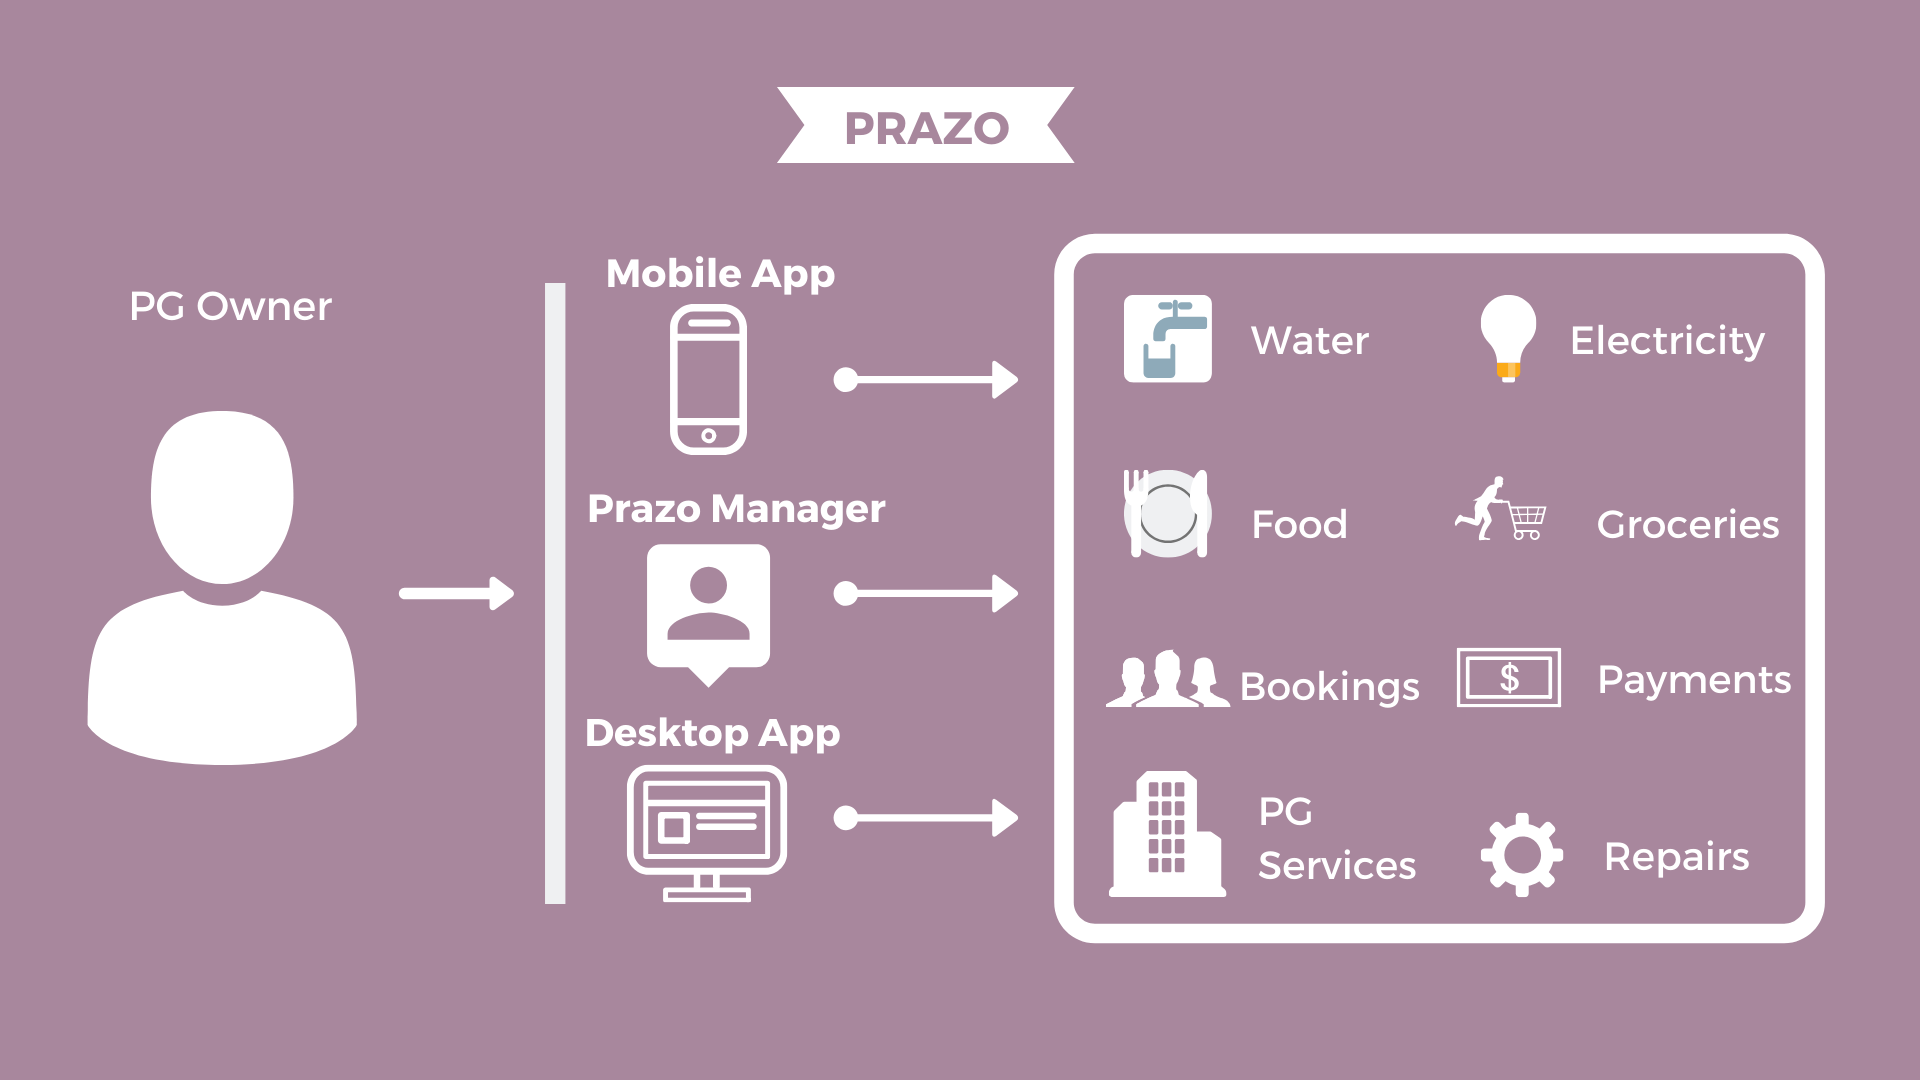 PRAZO
PG Owner
Mobile App
Prazo Manager
Desktop App
Water
Electricity
Food
Groceries
Bookings
$
Payments
PG
Services
Repairs